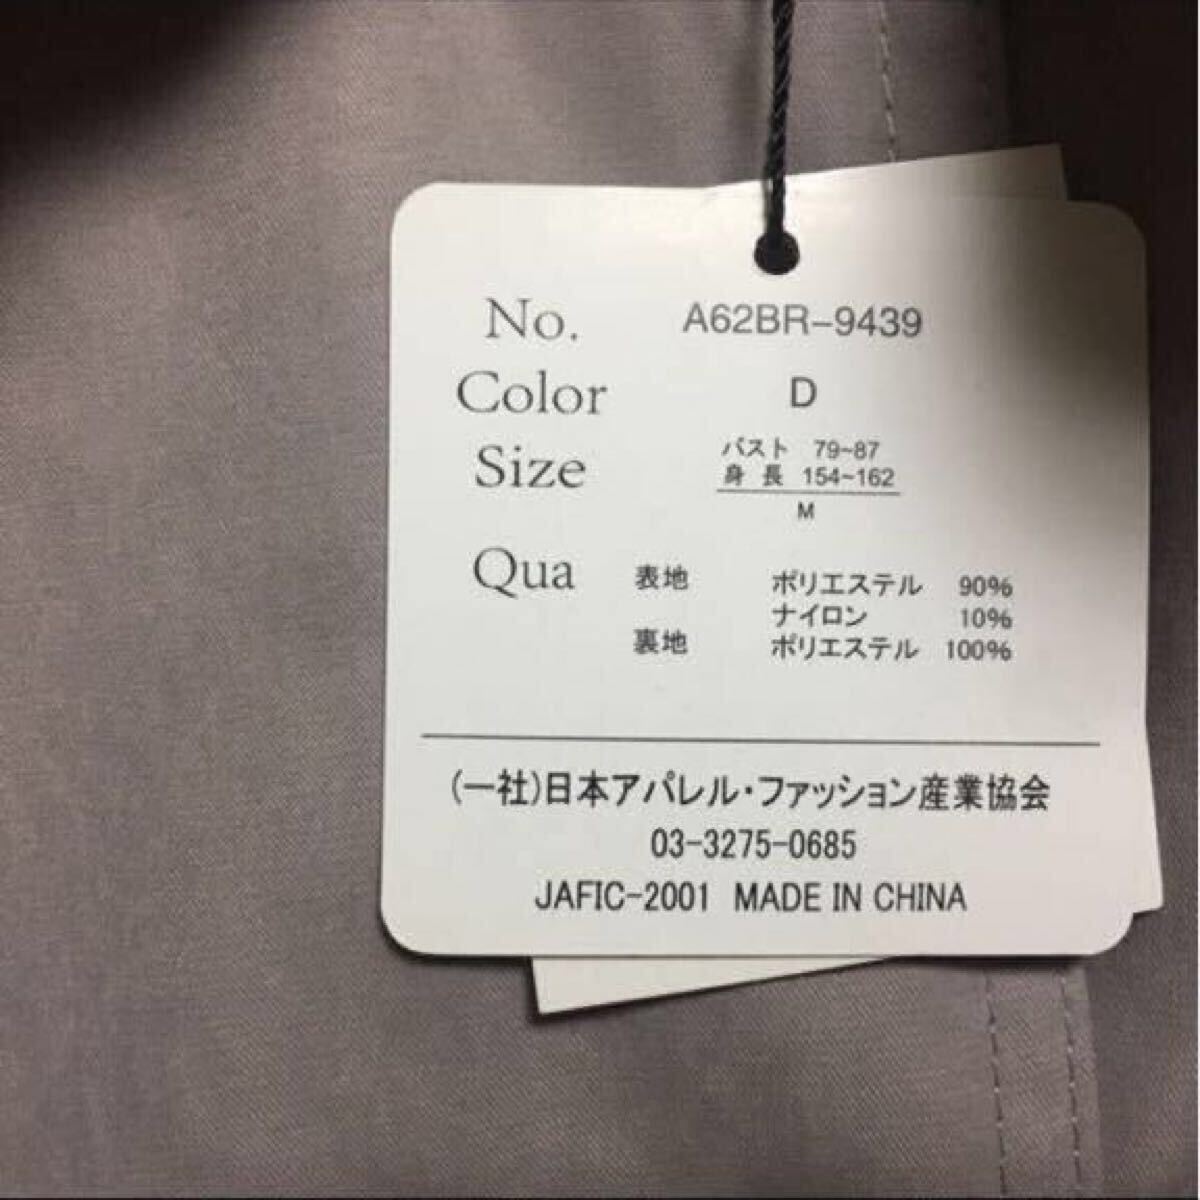 No. A62BR-9439
Color D
Size バスト 79~87
身長 154~162
M
Qua 表地 ポリエステル 90%
ナイロン 10%
裏地 ポリエステル 100%
(一社)日本アパレル・ファッション産業協会
03-3275-0685
JAFIC-2001 MADE IN CHINA